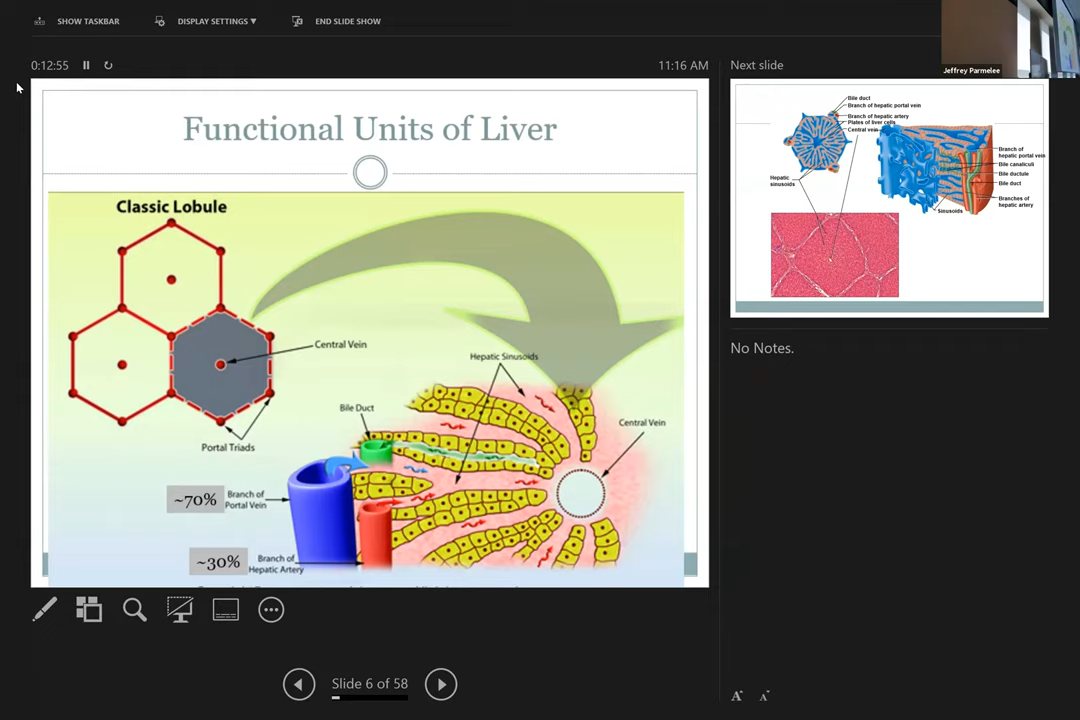 SHOW TASKBAR
DISPLAY SETTINGS ▼
END SLIDE SHOW
Jeffrey Parmelee
0:12:55
11:16 AM
Next slide
Functional Units of Liver
Classic Lobule
Central Vein
Portal Triads
Hepatic Sinusoids
Bile Duct
Central Vein
~70%
Branch of
Portal Vein
~30%
Branch of
Hepatic Artery
Bile duct
Branch of hepatic portal vein
Branch of hepatic artery
Plates of liver cells
Central vein
Hepatic
sinusoids
Branch of
hepatic portal vein
Bile canaliculi
Bile ductule
Bile duct
Branches of
hepatic artery
Sinusoids
No Notes.
Slide 6 of 58
A
A